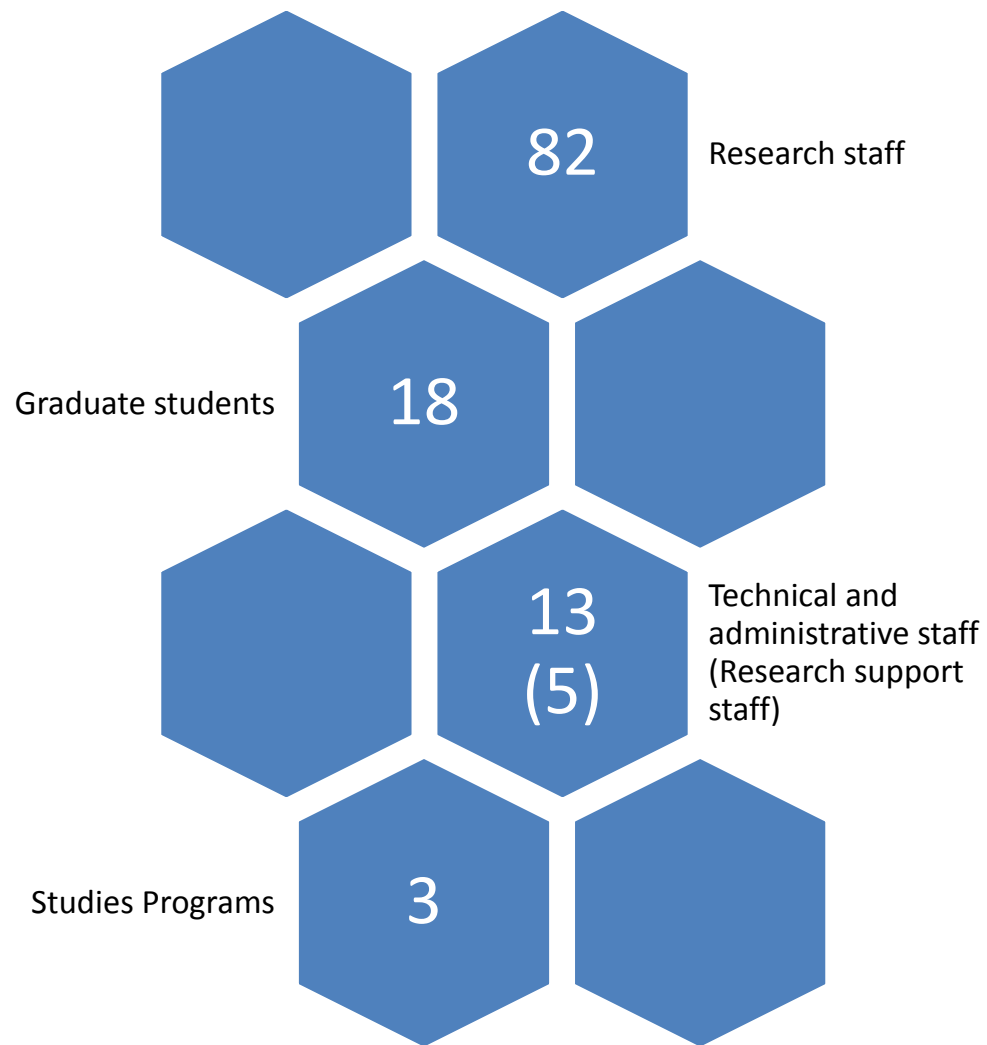 82
Research staff
Graduate students
18
13
(5)
Technical and
administrative staff
(Research support
staff)
Studies Programs
3